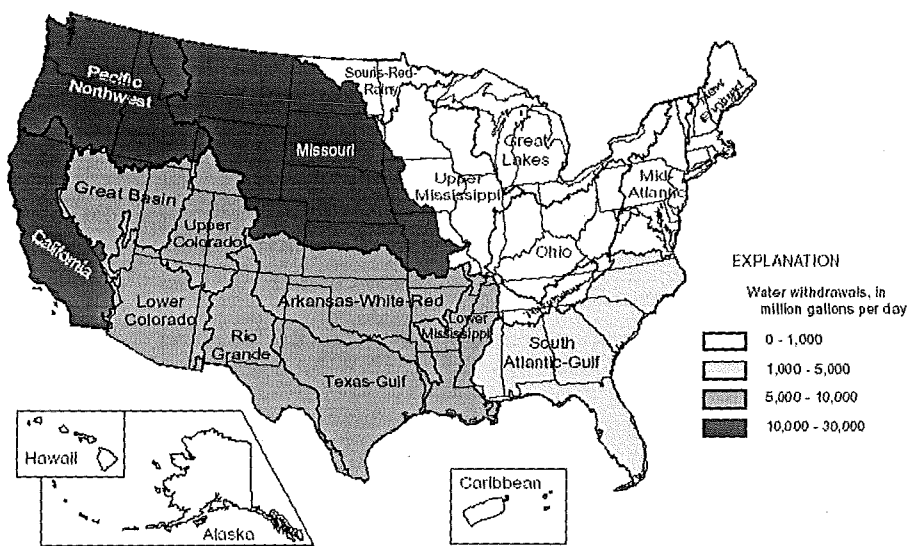 Pacific
Northwest
Souris-Red-
Rainy
Missouri
Great
Lakes
New
England
Upper
Mississippi
Mid
Atlantic
Great Basin
Upper
Colorado
California
Ohio
Tennessee
Lower
Colorado
Arkansas-White-Red
Lower
Mississippi
Rio
Grande
Texas-Gulf
South
Atlantic-Gulf
EXPLANATION
Water withdrawals, in
million gallons per day
0 - 1,000
1,000 - 5,000
5,000 - 10,000
10,000 - 30,000
Hawaii
Alaska
Caribbean